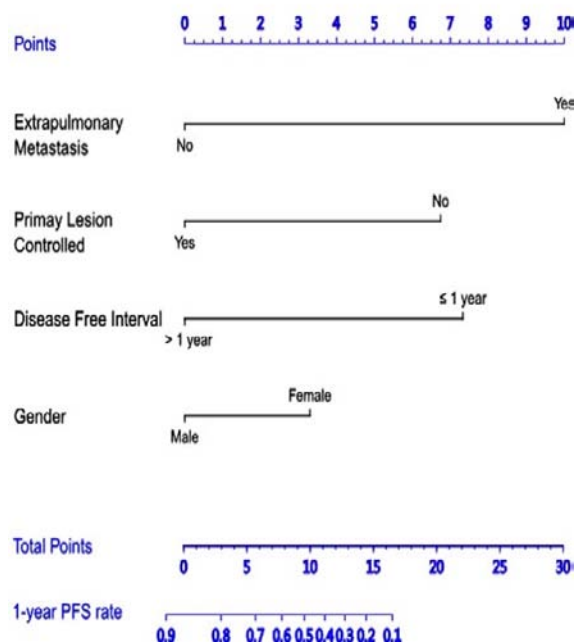 Points
0 1 2 3 4 5 6 7 8 9 10
Yes
Extrapulmonary
Metastasis
No
No
Primay Lesion
Controlled
Yes
≤ 1 year
Disease Free Interval
> 1 year
Female
Gender
Male
Total Points
0 5 10 15 20 25 30
1-year PFS rate
0.9 0.8 0.7 0.6 0.5 0.4 0.3 0.2 0.1